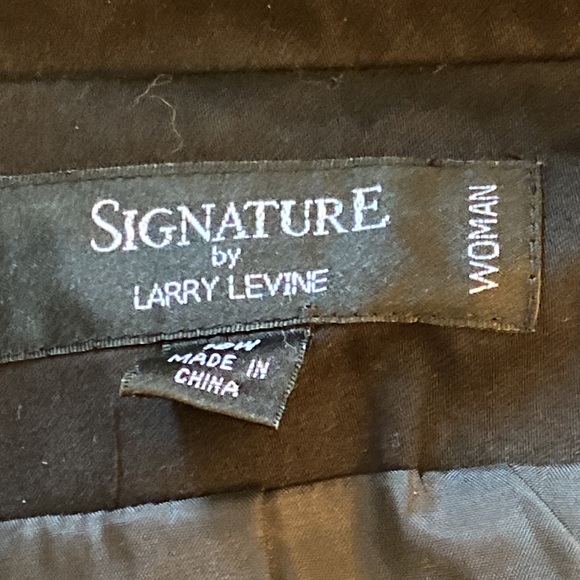 SIGNATURE
by
LARRY LEVINE
WOMAN
MADE IN
CHINA